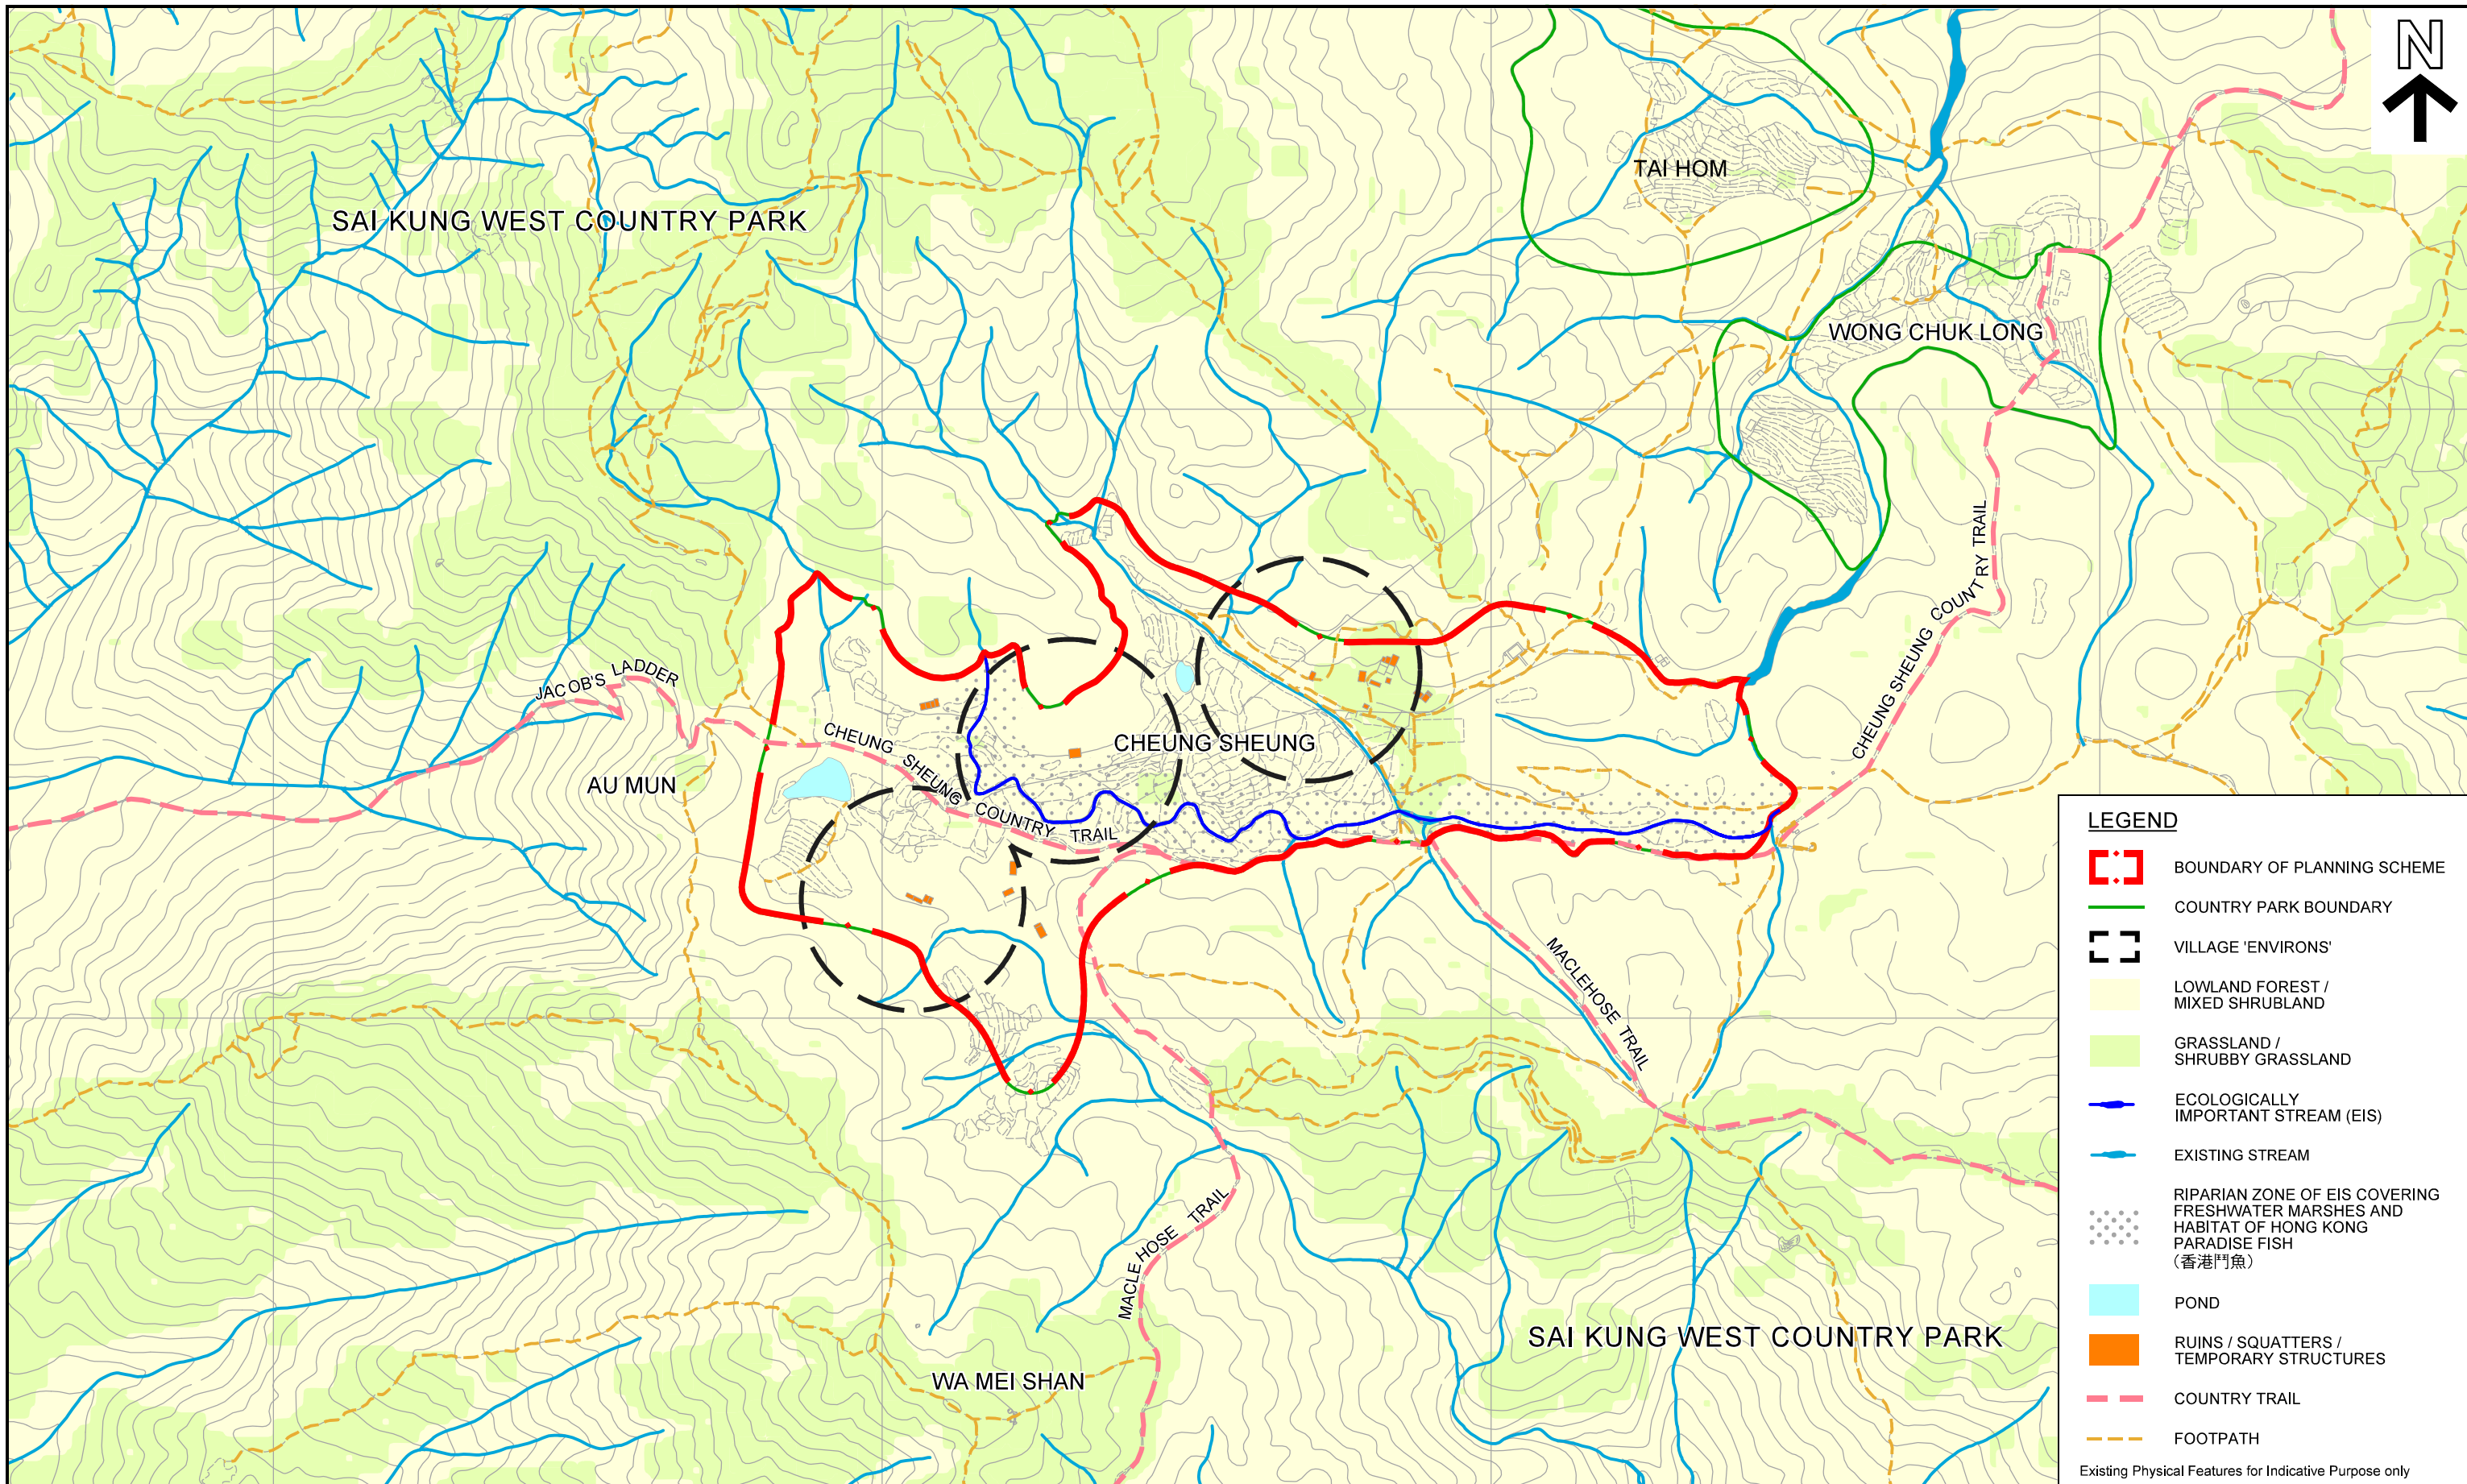 N
TAI HOM
SAI KUNG WEST COUNTRY PARK
WONG CHUK LONG
CHEUNG SHEUNG COUNTRY TRAIL
JACOB'S LADDER
CHEUNG SHEUNG COUNTRY TRAIL
CHEUNG SHEUNG
AU MUN
MACLEHOSE TRAIL
MACLEHOSE TRAIL
SAI KUNG WEST COUNTRY PARK
WA MEI SHAN
LEGEND
BOUNDARY OF PLANNING SCHEME
COUNTRY PARK BOUNDARY
VILLAGE 'ENVIRONS'
LOWLAND FOREST /
MIXED SHRUBLAND
GRASSLAND /
SHRUBBY GRASSLAND
ECOLOGICALLY
IMPORTANT STREAM (EIS)
EXISTING STREAM
RIPARIAN ZONE OF EIS COVERING
FRESHWATER MARSHES AND
HABITAT OF HONG KONG
PARADISE FISH
(香港鬥魚)
POND
RUINS / SQUATTERS /
TEMPORARY STRUCTURES
COUNTRY TRAIL
FOOTPATH
Existing Physical Features for Indicative Purpose only